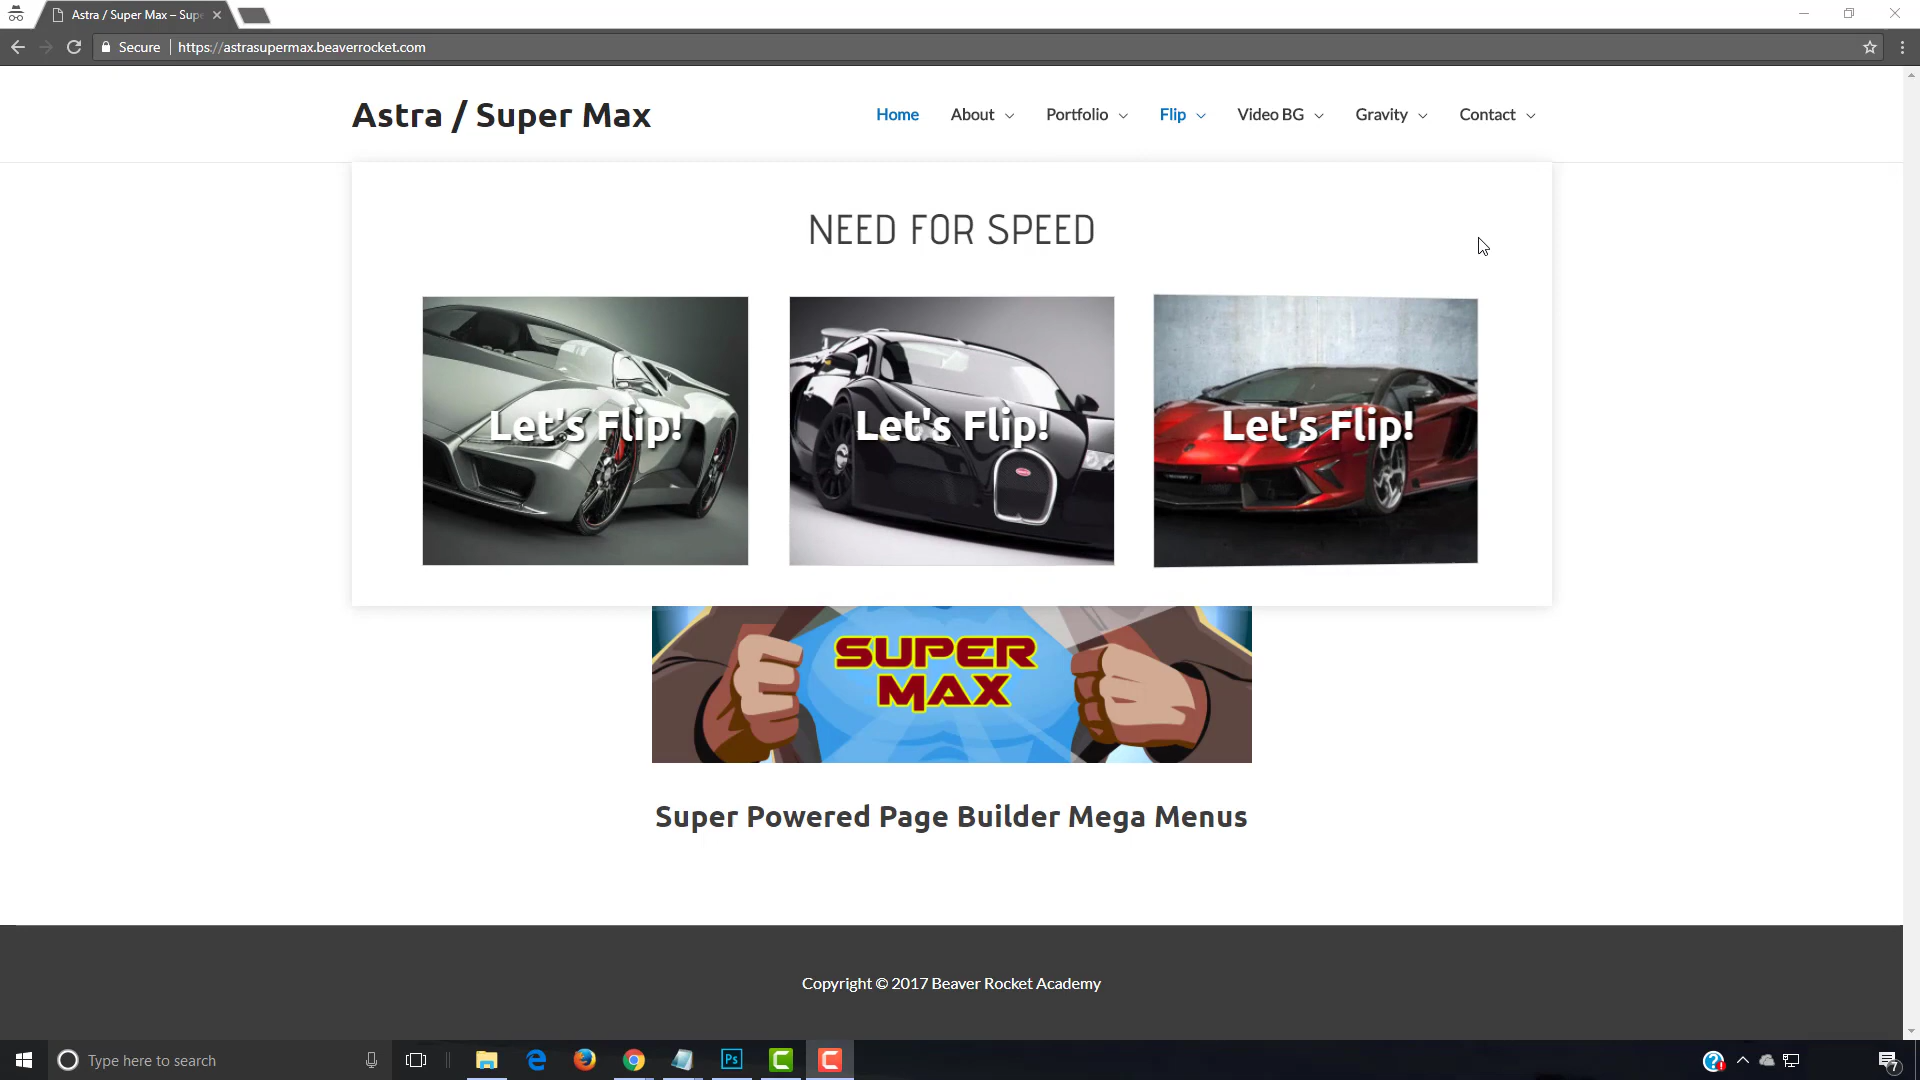 Astra / Super Max – Supe
Secure
https://astrasupermax.beaverrocket.com
Astra / Super Max
Home
About
Portfolio
Flip
Video BG
Gravity
Contact
NEED FOR SPEED
Let's Flip!
Let's Flip!
Let's Flip!
SUPER
MAX
Super Powered Page Builder Mega Menus
Copyright © 2017 Beaver Rocket Academy
Type here to search
Ps
7